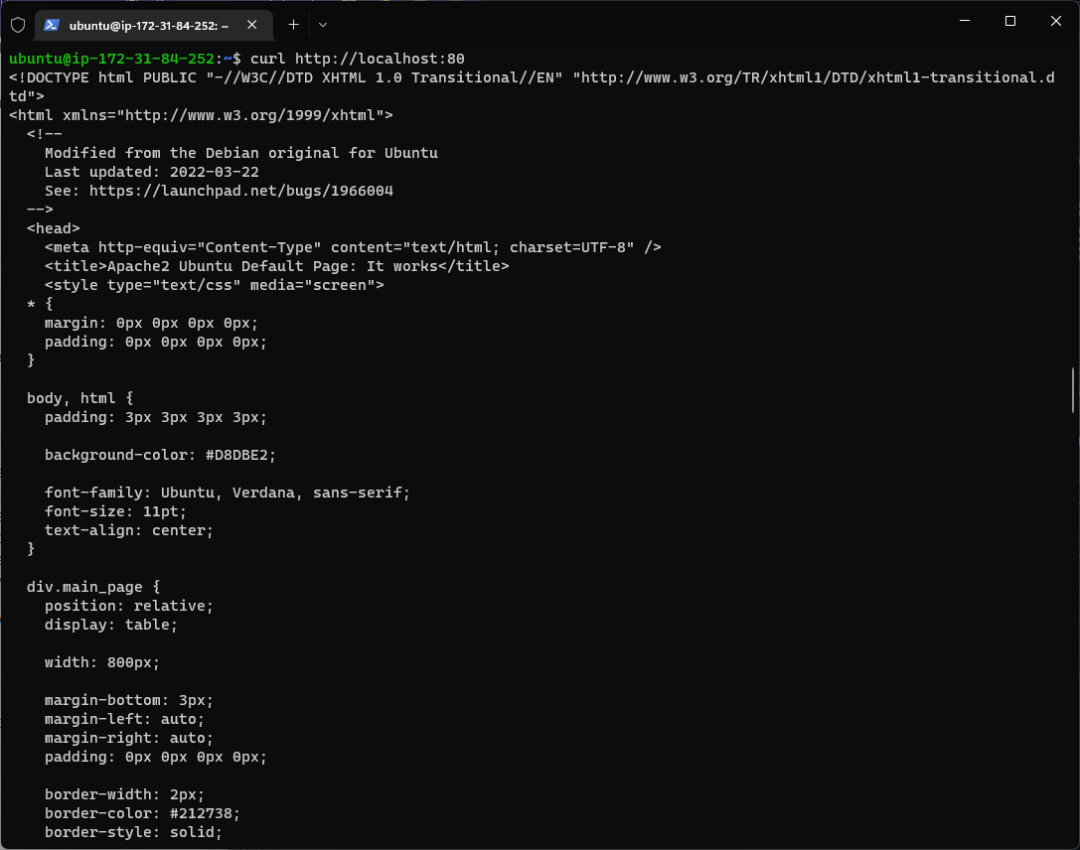 ubuntu@ip-172-31-84-252: ~
ubuntu@ip-172-31-84-252:~$ curl http://localhost:80
<!DOCTYPE html PUBLIC "-//W3C//DTD XHTML 1.0 Transitional//EN" "http://www.w3.org/TR/xhtml1/DTD/xhtml1-transitional.d
td">
<html xmlns="http://www.w3.org/1999/xhtml">
  <!--
    Modified from the Debian original for Ubuntu
    Last updated: 2022-03-22
    See: https://launchpad.net/bugs/1966004
  -->
  <head>
    <meta http-equiv="Content-Type" content="text/html; charset=UTF-8" />
    <title>Apache2 Ubuntu Default Page: It works</title>
    <style type="text/css" media="screen">
  * {
    margin: 0px 0px 0px 0px;
    padding: 0px 0px 0px 0px;
  }

  body, html {
    padding: 3px 3px 3px 3px;

    background-color: #D8DBE2;

    font-family: Ubuntu, Verdana, sans-serif;
    font-size: 11pt;
    text-align: center;
  }

  div.main_page {
    position: relative;
    display: table;

    width: 800px;

    margin-bottom: 3px;
    margin-left: auto;
    margin-right: auto;
    padding: 0px 0px 0px 0px;

    border-width: 2px;
    border-color: #212738;
    border-style: solid;